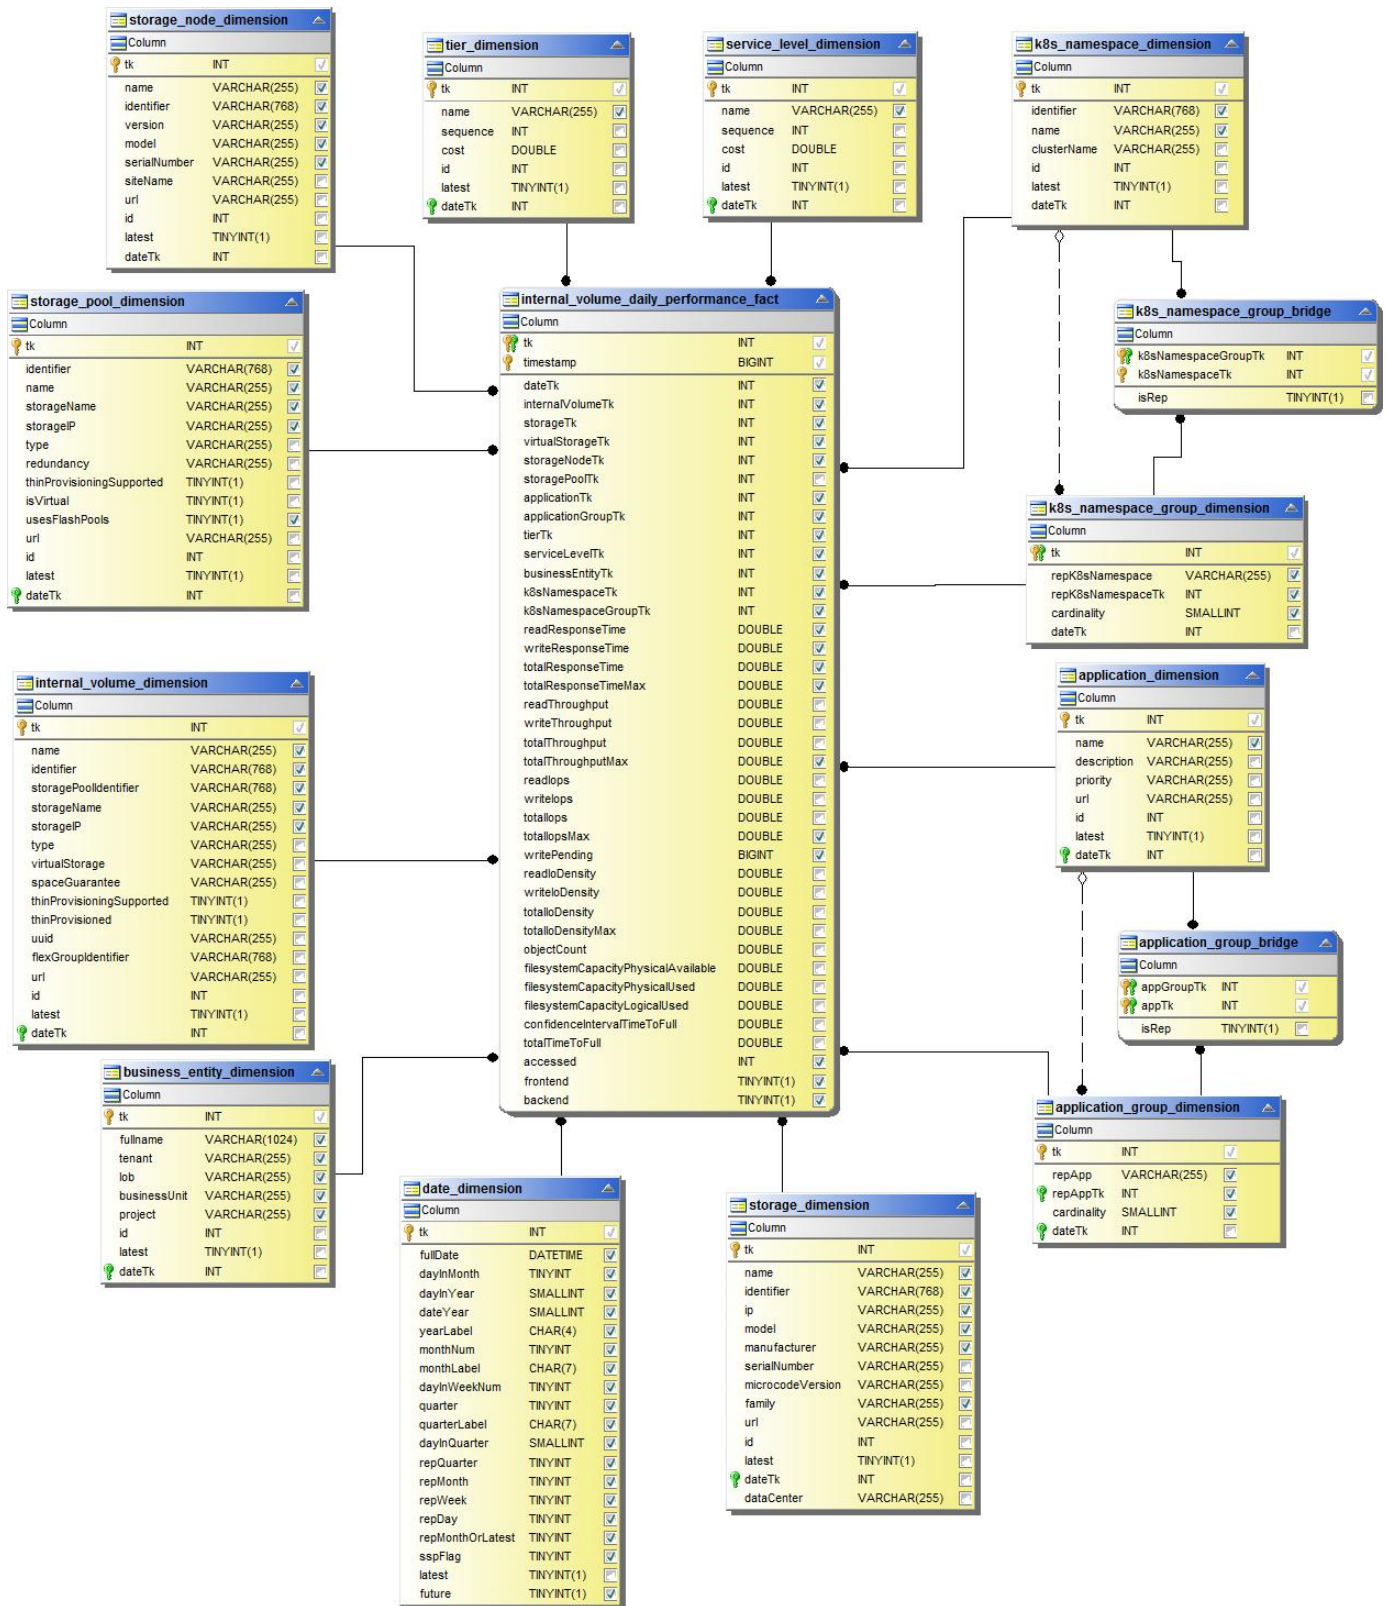 storage_node_dimension
Column
tk INT
name VARCHAR(255)
identifier VARCHAR(768)
version VARCHAR(255)
model VARCHAR(255)
serialNumber VARCHAR(255)
siteName VARCHAR(255)
url VARCHAR(255)
id INT
latest TINYINT(1)
dateTk INT
tier_dimension
Column
tk INT
name VARCHAR(255)
sequence INT
cost DOUBLE
id INT
latest TINYINT(1)
dateTk INT
service_level_dimension
Column
tk INT
name VARCHAR(255)
sequence INT
cost DOUBLE
id INT
latest TINYINT(1)
dateTk INT
k8s_namespace_dimension
Column
tk INT
identifier VARCHAR(768)
name VARCHAR(255)
clusterName VARCHAR(255)
id INT
latest TINYINT(1)
dateTk INT
storage_pool_dimension
Column
tk INT
identifier VARCHAR(768)
name VARCHAR(255)
storageName VARCHAR(255)
storageIP VARCHAR(255)
type VARCHAR(255)
redundancy VARCHAR(255)
thinProvisioningSupported TINYINT(1)
isVirtual TINYINT(1)
usesFlashPools TINYINT(1)
url VARCHAR(255)
id INT
latest TINYINT(1)
dateTk INT
internal_volume_daily_performance_fact
Column
tk INT
timestamp BIGINT
dateTk INT
internalVolumeTk INT
storageTk INT
virtualStorageTk INT
storageNodeTk INT
storagePoolTk INT
applicationTk INT
applicationGroupTk INT
tierTk INT
serviceLevelTk INT
businessEntityTk INT
k8sNamespaceTk INT
k8sNamespaceGroupTk INT
readResponseTime DOUBLE
writeResponseTime DOUBLE
totalResponseTime DOUBLE
totalResponseTimeMax DOUBLE
readThroughput DOUBLE
writeThroughput DOUBLE
totalThroughput DOUBLE
totalThroughputMax DOUBLE
readIops DOUBLE
writeIops DOUBLE
totalIops DOUBLE
totalIopsMax DOUBLE
writePending BIGINT
readIoDensity DOUBLE
writeIoDensity DOUBLE
totalIoDensity DOUBLE
totalIoDensityMax DOUBLE
objectCount DOUBLE
filesystemCapacityPhysicalAvailable DOUBLE
filesystemCapacityPhysicalUsed DOUBLE
filesystemCapacityLogicalUsed DOUBLE
confidenceIntervalTimeToFull DOUBLE
totalTimeToFull DOUBLE
accessed INT
frontend TINYINT(1)
backend TINYINT(1)
k8s_namespace_group_bridge
Column
k8sNamespaceGroupTk INT
k8sNamespaceTk INT
isRep TINYINT(1)
k8s_namespace_group_dimension
Column
tk INT
repK8sNamespace VARCHAR(255)
repK8sNamespaceTk INT
cardinality SMALLINT
dateTk INT
internal_volume_dimension
Column
tk INT
name VARCHAR(255)
identifier VARCHAR(768)
storagePoolIdentifier VARCHAR(768)
storageName VARCHAR(255)
storageIP VARCHAR(255)
type VARCHAR(255)
virtualStorage VARCHAR(255)
spaceGuarantee VARCHAR(255)
thinProvisioningSupported TINYINT(1)
thinProvisioned TINYINT(1)
uuid VARCHAR(255)
flexGroupIdentifier VARCHAR(768)
url VARCHAR(255)
id INT
latest TINYINT(1)
dateTk INT
application_dimension
Column
tk INT
name VARCHAR(255)
description VARCHAR(255)
priority VARCHAR(255)
url VARCHAR(255)
id INT
latest TINYINT(1)
dateTk INT
application_group_bridge
Column
appGroupTk INT
appTk INT
isRep TINYINT(1)
business_entity_dimension
Column
tk INT
fullname VARCHAR(1024)
tenant VARCHAR(255)
lob VARCHAR(255)
businessUnit VARCHAR(255)
project VARCHAR(255)
id INT
latest TINYINT(1)
dateTk INT
application_group_dimension
Column
tk INT
repApp VARCHAR(255)
repAppTk INT
cardinality SMALLINT
dateTk INT
date_dimension
Column
tk INT
fullDate DATETIME
dayInMonth TINYINT
dayInYear SMALLINT
dateYear SMALLINT
yearLabel CHAR(4)
monthNum TINYINT
monthLabel CHAR(7)
dayInWeekNum TINYINT
quarter TINYINT
quarterLabel CHAR(7)
dayInQuarter SMALLINT
repQuarter TINYINT
repMonth TINYINT
repWeek TINYINT
repDay TINYINT
repMonthOrLatest TINYINT
sspFlag TINYINT
latest TINYINT(1)
future TINYINT(1)
storage_dimension
Column
tk INT
name VARCHAR(255)
identifier VARCHAR(768)
ip VARCHAR(255)
model VARCHAR(255)
manufacturer VARCHAR(255)
serialNumber VARCHAR(255)
microcodeVersion VARCHAR(255)
family VARCHAR(255)
url VARCHAR(255)
id INT
latest TINYINT(1)
dateTk INT
dataCenter VARCHAR(255)